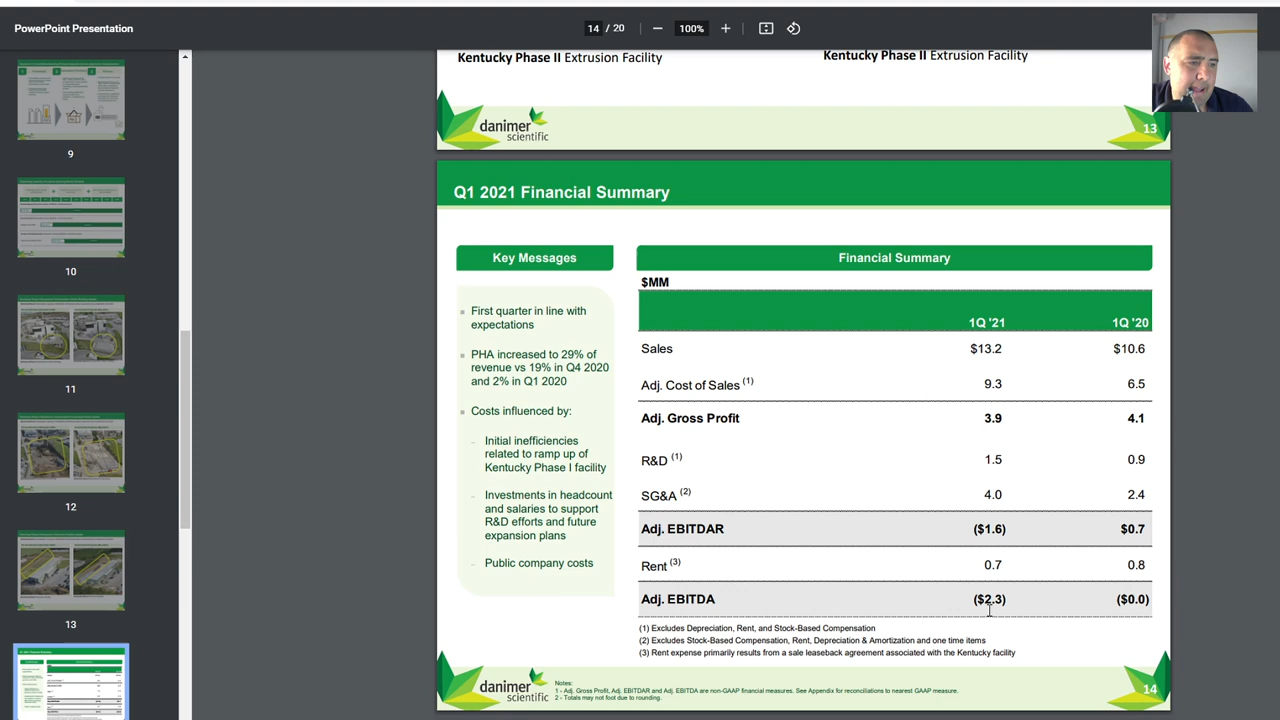 PowerPoint Presentation
14 / 20
100%
9
10
11
12
13
Kentucky Phase II Extrusion Facility
Kentucky Phase II Extrusion Facility
danimer
scientific
13
Q1 2021 Financial Summary
Key Messages
First quarter in line with
expectations
PHA increased to 29% of
revenue vs 19% in Q4 2020
and 2% in Q1 2020
Costs influenced by:
Initial inefficiencies
related to ramp up of
Kentucky Phase I facility
Investments in headcount
and salaries to support
R&D efforts and future
expansion plans
Public company costs
Financial Summary
$MM
1Q '21 1Q '20
Sales $13.2 $10.6
Adj. Cost of Sales (1) 9.3 6.5
Adj. Gross Profit 3.9 4.1
R&D (1) 1.5 0.9
SG&A (2) 4.0 2.4
Adj. EBITDAR ($1.6) $0.7
Rent (3) 0.7 0.8
Adj. EBITDA ($2.3) ($0.0)
(1) Excludes Depreciation, Rent, and Stock-Based Compensation
(2) Excludes Stock-Based Compensation, Rent, Depreciation & Amortization and one time items
(3) Rent expense primarily results from a sale leaseback agreement associated with the Kentucky facility
danimer
scientific
Notes:
1 - Adj. Gross Profit, Adj. EBITDAR and Adj. EBITDA are non-GAAP financial measures. See Appendix for reconciliations to nearest GAAP measure.
2 - Totals may not foot due to rounding.
14